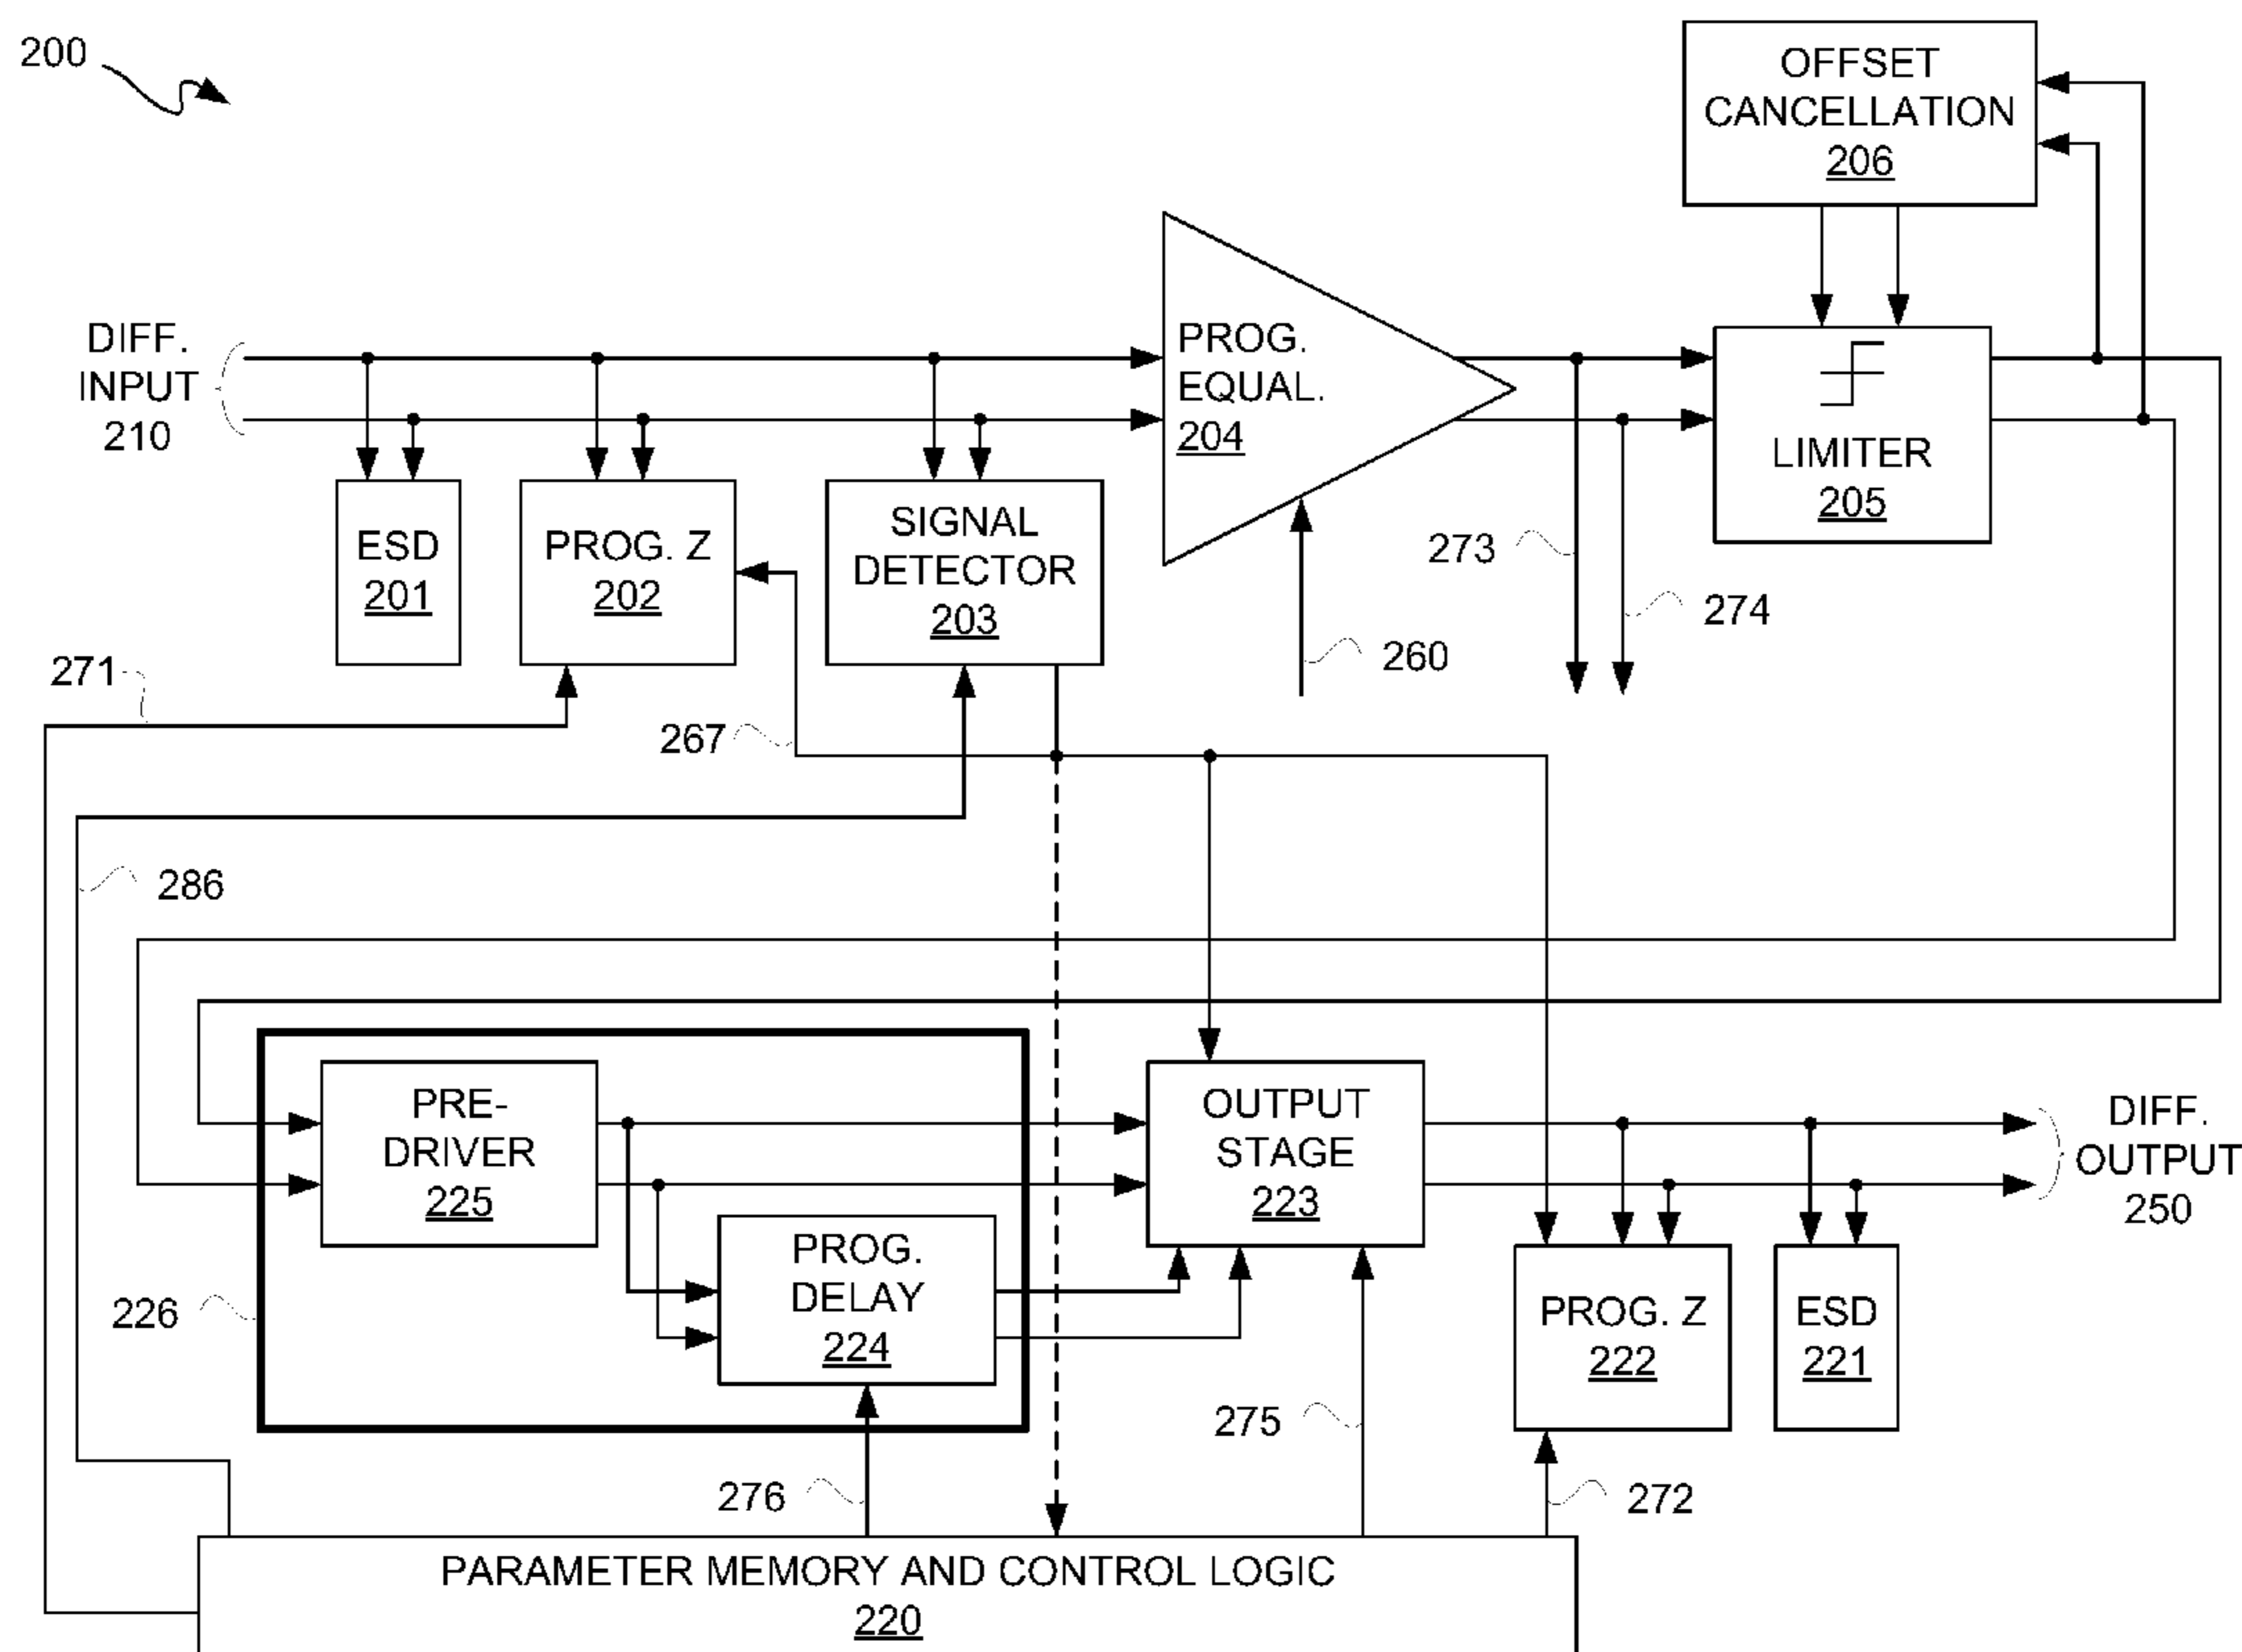 200
OFFSET
CANCELLATION
206
DIFF.
INPUT
210
PROG.
EQUAL.
204
LIMITER
205
ESD
201
PROG. Z
202
SIGNAL
DETECTOR
203
273
274
260
271
267
286
PRE-
DRIVER
225
OUTPUT
STAGE
223
DIFF.
OUTPUT
250
PROG.
DELAY
224
226
PROG. Z
222
ESD
221
275
276
272
PARAMETER MEMORY AND CONTROL LOGIC
220